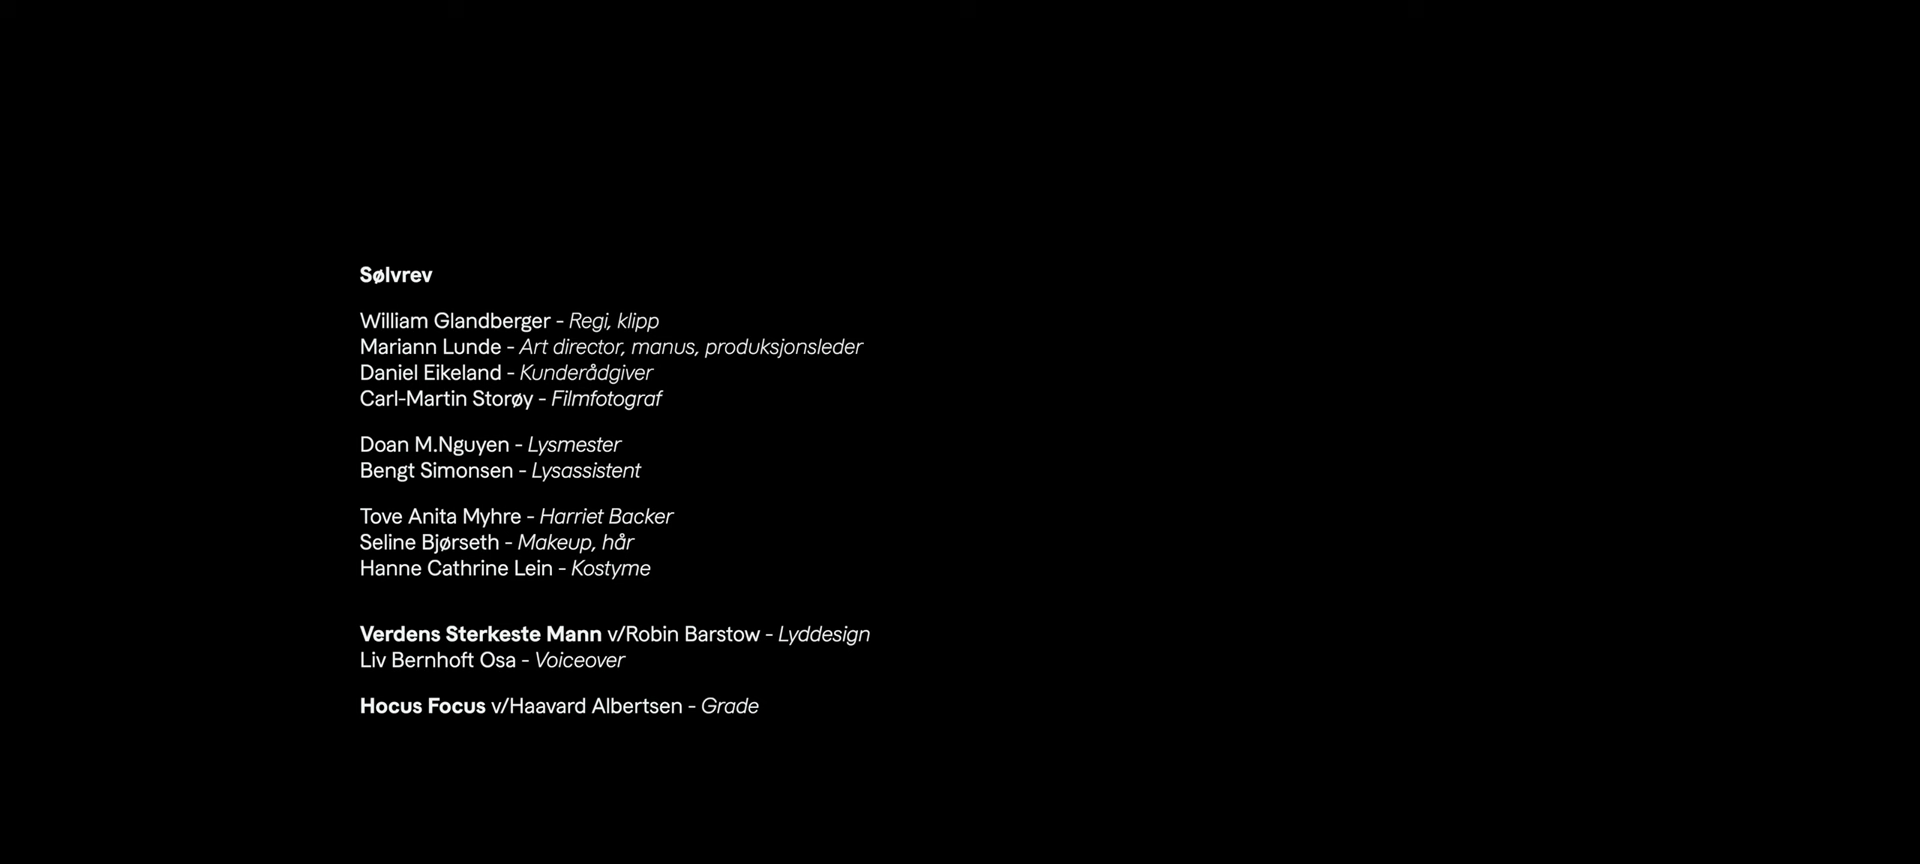 Sølvrev
William Glandberger - Regi, klipp
Mariann Lunde - Art director, manus, produksjonsleder
Daniel Eikeland - Kunderådgiver
Carl-Martin Storøy - Filmfotograf
Doan M.Nguyen - Lysmester
Bengt Simonsen - Lysassistent
Tove Anita Myhre - Harriet Backer
Seline Bjørseth - Makeup, hår
Hanne Cathrine Lein - Kostyme
Verdens Sterkeste Mann v/Robin Barstow - Lyddesign
Liv Bernhoft Osa - Voiceover
Hocus Focus v/Haavard Albertsen - Grade